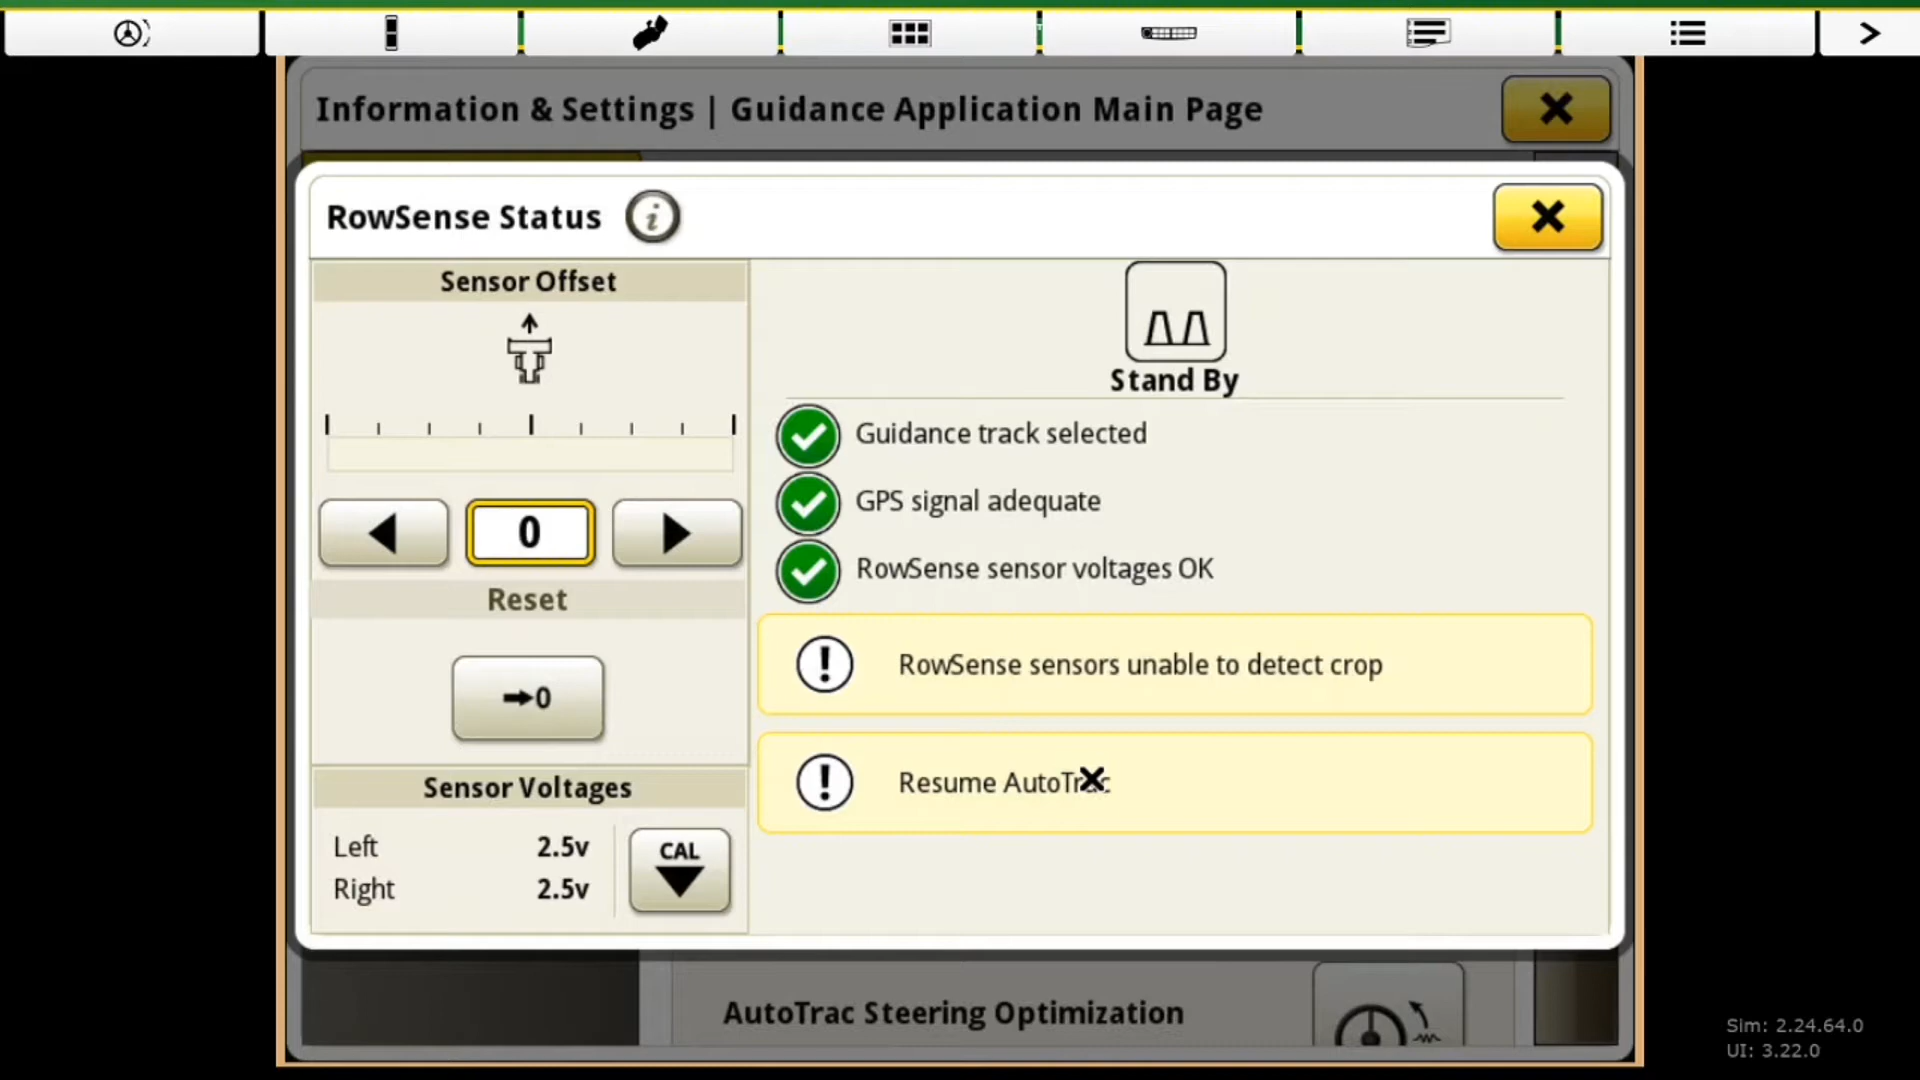 Information & Settings | Guidance Application Main Page
RowSense Status
Sensor Offset
0
Reset
→0
Sensor Voltages
Left 2.5v
Right 2.5v
CAL
Stand By
Guidance track selected
GPS signal adequate
RowSense sensor voltages OK
RowSense sensors unable to detect crop
Resume AutoTrac
AutoTrac Steering Optimization
Sim: 2.24.64.0
UI: 3.22.0